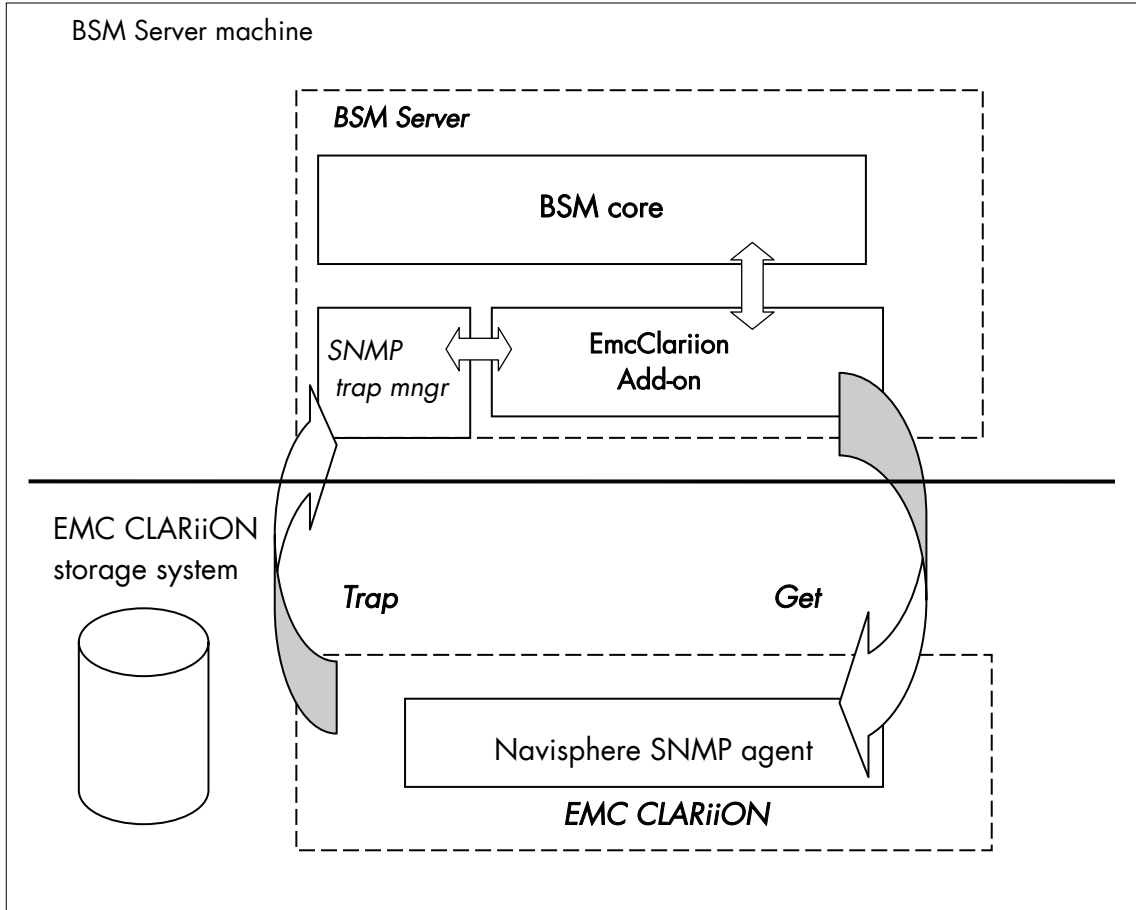 BSM Server machine
BSM Server
BSM core
SNMP
trap mngr
EmcClariion
Add-on
EMC CLARiiON
storage system
Trap
Get
Navisphere SNMP agent
EMC CLARiiON